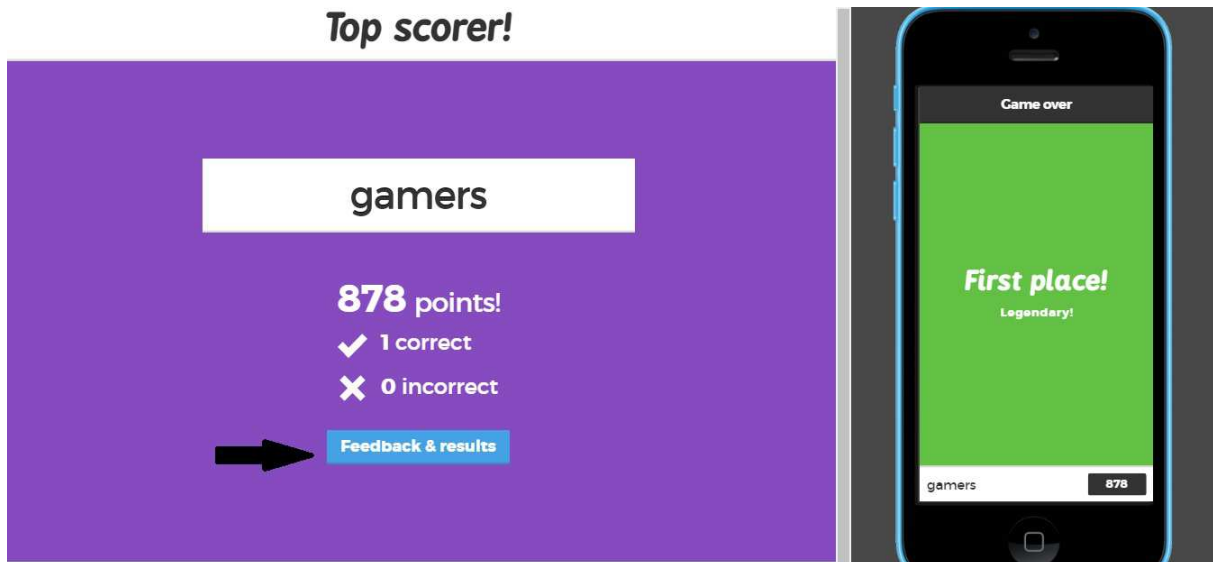 Top scorer!
gamers
878 points!
1 correct
0 incorrect
Feedback & results
Game over
First place!
Legendary!
gamers 878